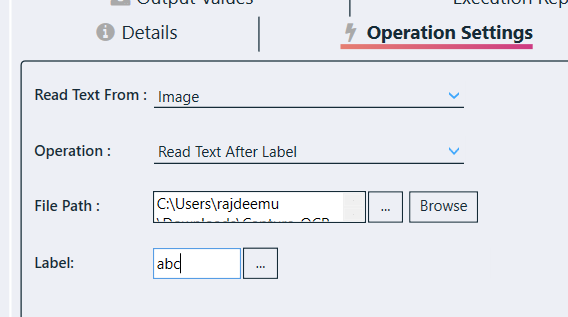 Output Values
Execution Rep
Details
Operation Settings
Read Text From :
Image
Operation :
Read Text After Label
File Path :
C:\Users\rajdeemu
\Downloads\Capture-OCR
...
Browse
Label:
abc
...